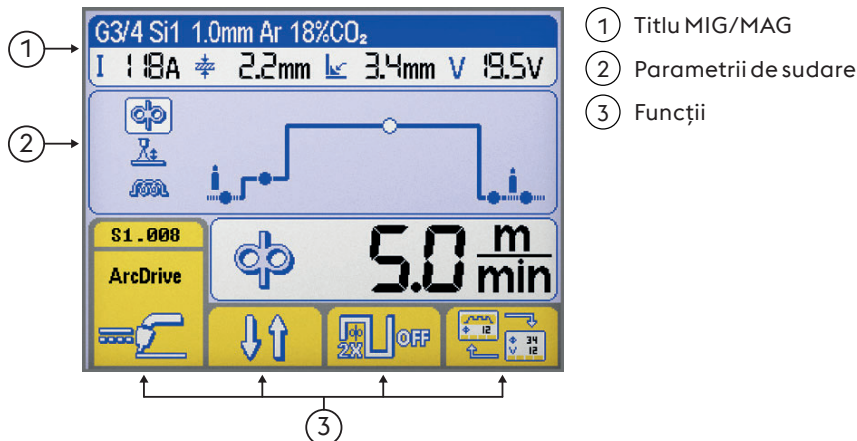 G3/4 Si1 1.0mm Ar 18%CO₂
I 118A 2.2mm 3.4mm V 19.5V
S1.008
ArcDrive
5.0 m/min
2X OFF
12
34
V 12
1
2
3
1 Titlu MIG/MAG
2 Parametrii de sudare
3 Funcții